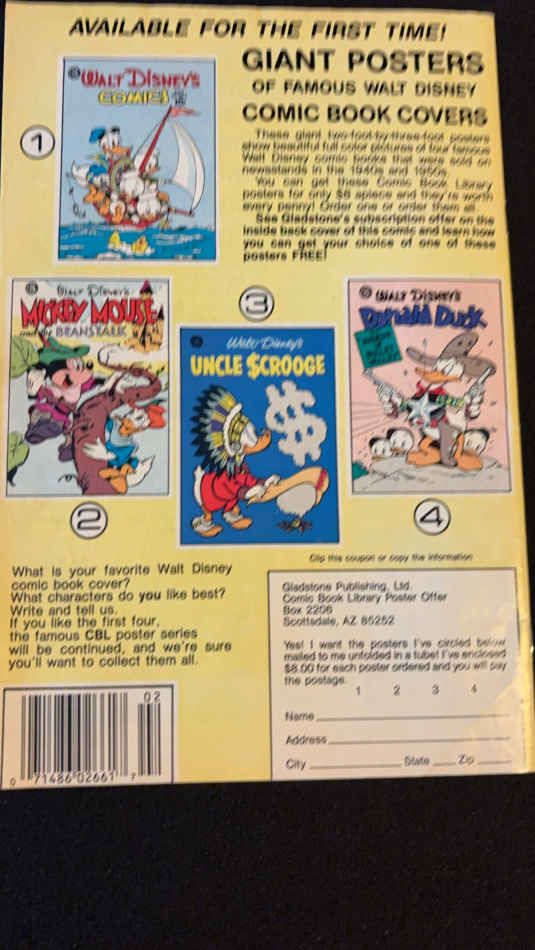 AVAILABLE FOR THE FIRST TIME!
GIANT POSTERS
OF FAMOUS WALT DISNEY
COMIC BOOK COVERS
These giant two-foot-by-three-foot posters
show beautiful full color pictures of four famous
Walt Disney comic books that were sold on
newsstands in the 1940s and 1950s.
You can get these Comic Book Library
posters for only $8 apiece and they're worth
every penny! Order one or order them all.
See Gladstone's subscription offer on the
inside back cover of this comic and learn how
you can get your choice of one of these
posters FREE!
1
WALT DISNEY'S
COMICS
WALT DISNEY'S
MICKEY MOUSE
BEANSTALK
2
3
Walt Disney's
UNCLE $CROOGE
WALT DISNEY'S
Donald Duck
4
What is your favorite Walt Disney
comic book cover?
What characters do you like best?
Write and tell us.
If you like the first four,
the famous CBL poster series
will be continued, and we're sure
you'll want to collect them all.
Clip this coupon or copy the information
Gladstone Publishing, Ltd.
Comic Book Library Poster Offer
Box 2206
Scottsdale, AZ 85252
Yes! I want the posters I've circled below
mailed to me unfolded in a tube! I've enclosed
$8.00 for each poster ordered and you will pay
the postage.
1 2 3 4
Name
Address
City State Zip
02
0 71486 02661 7